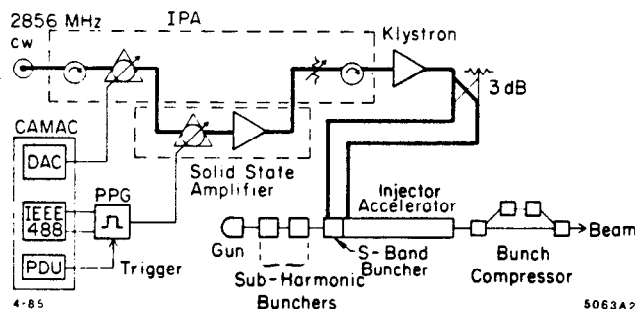 IPA
2856 MHz
CW
Klystron
3 dB
CAMAC
DAC
Solid State
Amplifier
PPG
IEEE
488
PDU
Trigger
Injector
Accelerator
Gun
S-Band
Buncher
Sub-Harmonic
Bunchers
Bunch
Compressor
Beam
4-85
5063A2